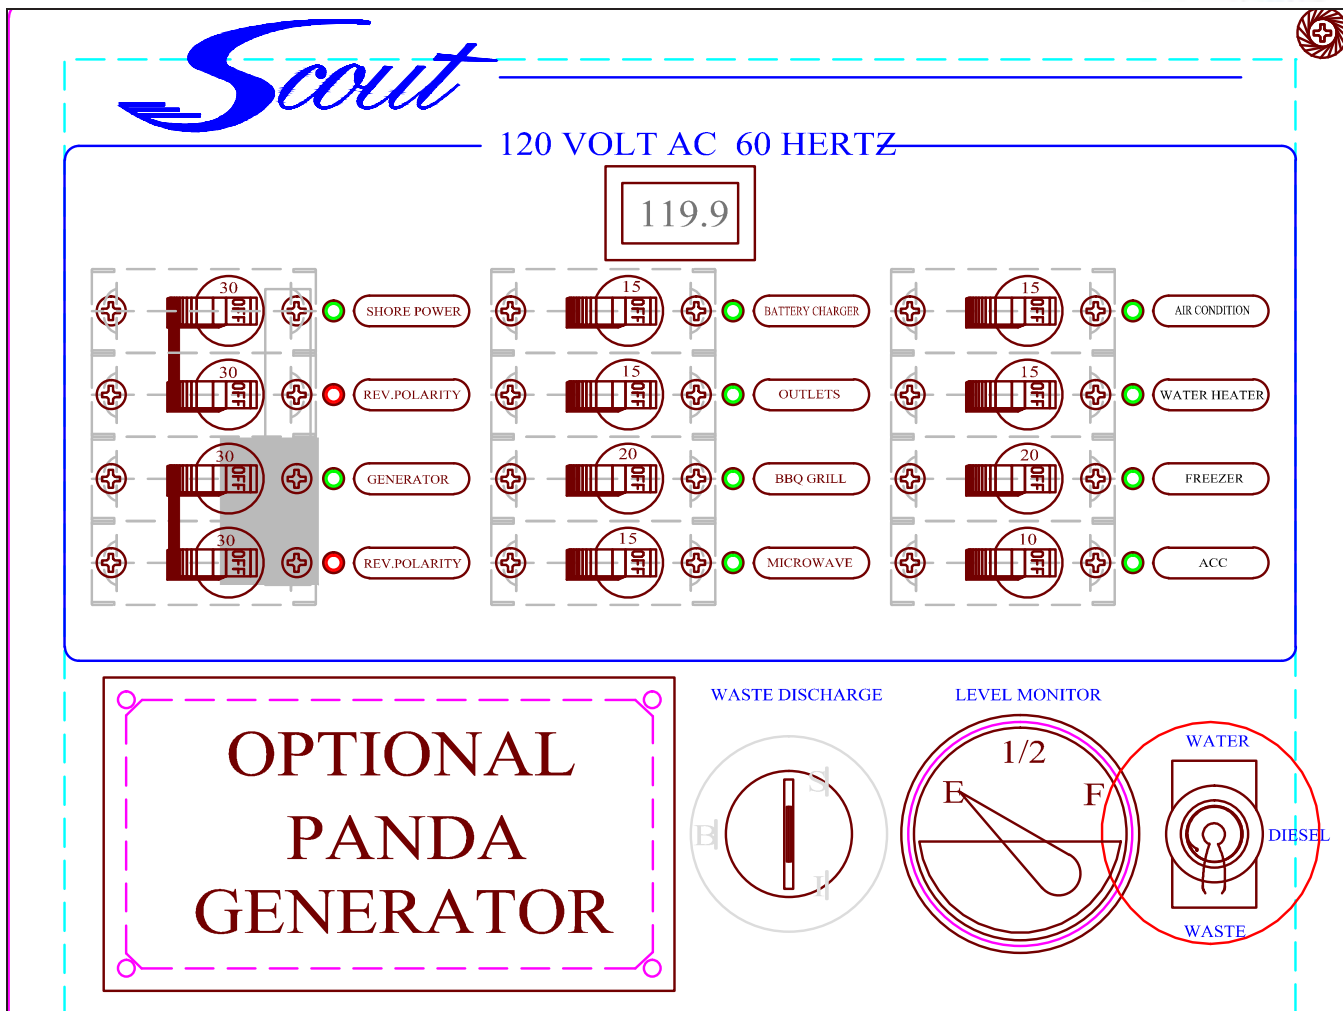 Scout
120 VOLT AC 60 HERTZ
119.9
30 OFF SHORE POWER
15 OFF BATTERY CHARGER
15 OFF AIR CONDITION
30 OFF REV.POLARITY
15 OFF OUTLETS
15 OFF WATER HEATER
30 OFF GENERATOR
20 OFF BBQ GRILL
20 OFF FREEZER
30 OFF REV.POLARITY
15 OFF MICROWAVE
10 OFF ACC
OPTIONAL
PANDA
GENERATOR
WASTE DISCHARGE
S
B
I
LEVEL MONITOR
1/2
E F
WATER
DIESEL
WASTE